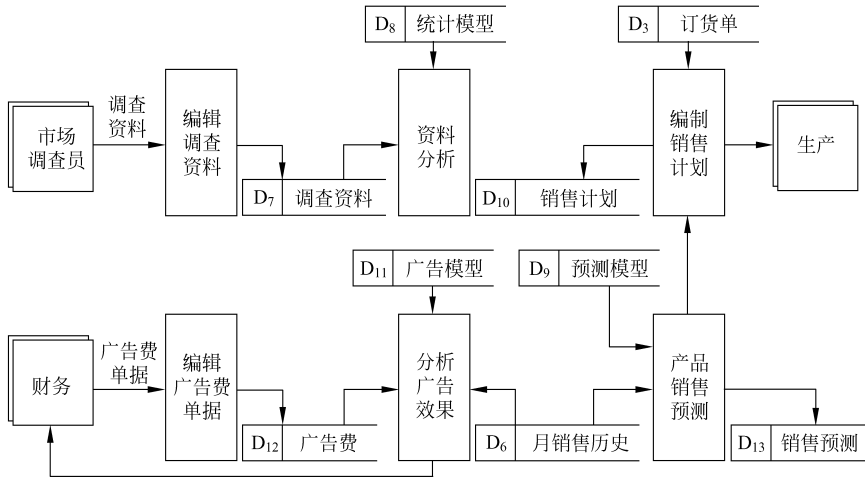 D₈ 统计模型
D₃ 订货单
市场
调查员
调查
资料
编辑
调查
资料
D₇ 调查资料
资料
分析
D₁₀ 销售计划
编制
销售
计划
生产
D₁₁ 广告模型
D₉ 预测模型
财务
广告费
单据
编辑
广告费
单据
D₁₂ 广告费
分析
广告
效果
D₆ 月销售历史
产品
销售
预测
D₁₃ 销售预测